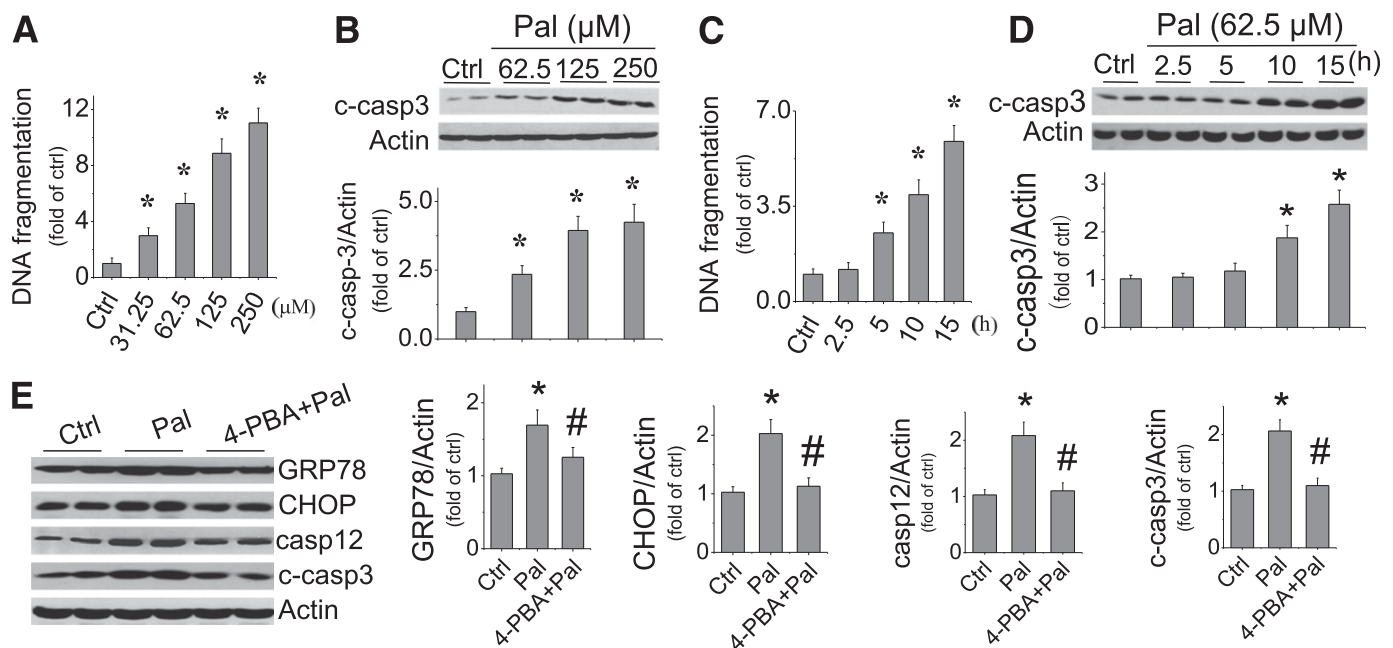 A
DNA fragmentation
(fold of ctrl)
12
8
4
0
*
*
*
*
Ctrl
31.25
62.5
125
250
(μM)
B
Pal (μM)
Ctrl 62.5 125 250
c-casp3
Actin
c-casp-3/Actin
(fold of ctrl)
5.0
2.5
0.0
*
*
*
C
DNA fragmentation
(fold of ctrl)
7.0
3.5
0.0
*
*
*
Ctrl
2.5
5
10
15
(h)
D
Pal (62.5 μM)
Ctrl 2.5 5 10 15 (h)
c-casp3
Actin
c-casp3/Actin
(fold of ctrl)
3
2
1
0
*
*
E
Ctrl Pal 4-PBA+Pal
GRP78
CHOP
casp12
c-casp3
Actin
GRP78/Actin
(fold of ctrl)
2
1
0
*
#
Ctrl
Pal
4-PBA+Pal
CHOP/Actin
(fold of ctrl)
2
1
0
*
#
Ctrl
Pal
4-PBA+Pal
casp12/Actin
(fold of ctrl)
2
1
0
*
#
Ctrl
Pal
4-PBA+Pal
c-casp3/Actin
(fold of ctrl)
2
1
0
*
#
Ctrl
Pal
4-PBA+Pal